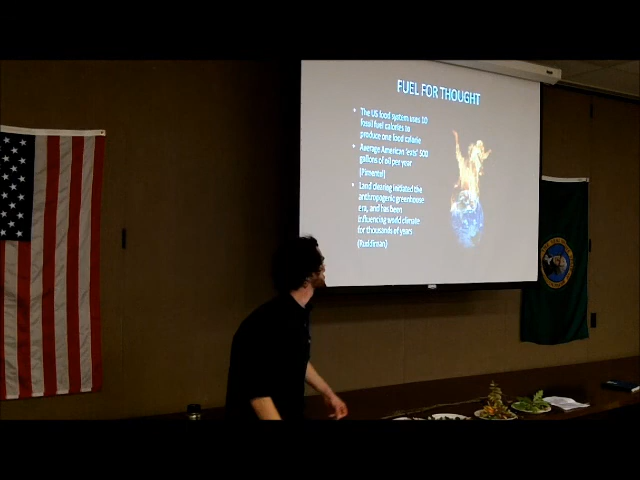 FUEL FOR THOUGHT
• The US food system uses 10
fossil fuel calories to
produce one food calorie
• Average American 'eats' 500
gallons of oil per year
(Pimental)
• Land clearing initiated the
anthropogenic greenhouse
era, and has been
influencing world climate
for thousands of years
(Ruddiman)